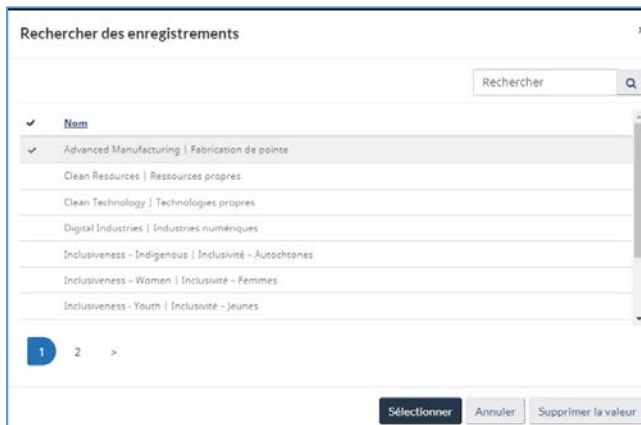 Rechercher des enregistrements
Rechercher
Nom
Advanced Manufacturing | Fabrication de pointe
Clean Resources | Ressources propres
Clean Technology | Technologies propres
Digital Industries | Industries numériques
Inclusiveness - Indigenous | Inclusivité - Autochtones
Inclusiveness - Women | Inclusivité - Femmes
Inclusiveness - Youth | Inclusivité - Jeunes
1 2 >
Sélectionner Annuler Supprimer la valeur